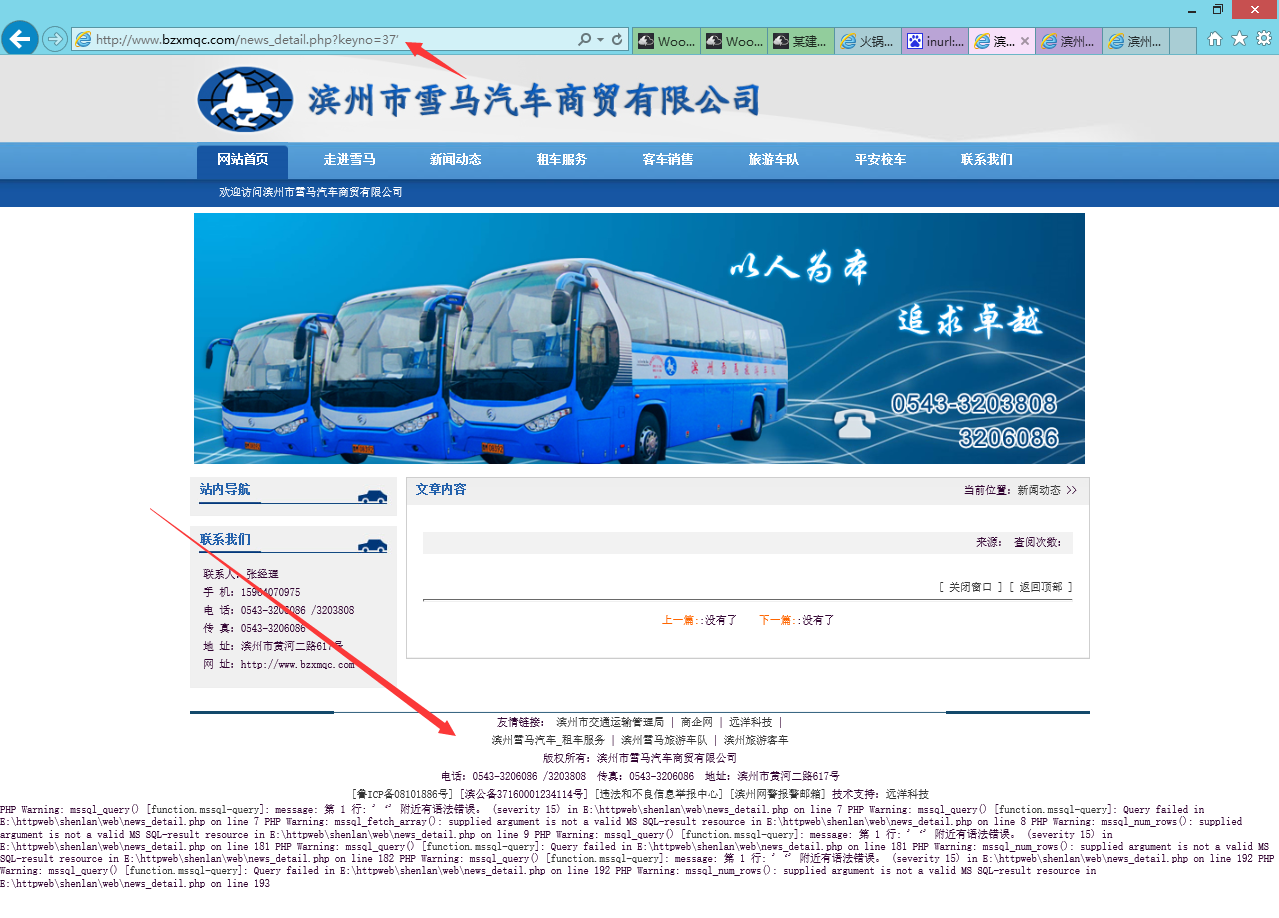 http://www.bzxmqc.com/news_detail.php?keyno=37'
Woo... Woo... 某建... 火锅... inurl:... 滨... 滨州... 滨州...
滨州市雪马汽车商贸有限公司
网站首页 走进雪马 新闻动态 租车服务 客车销售 旅游车队 平安校车 联系我们
欢迎访问滨州市雪马汽车商贸有限公司
以人为本
追求卓越
滨州雪马旅游车队
0543-3203808
3206086
站内导航
文章内容 当前位置：新闻动态 >>
来源： 查阅次数：
[ 关闭窗口 ] [ 返回顶部 ]
上一篇::没有了 下一篇::没有了
联系我们
联系人：张经理
手 机：15964070975
电 话：0543-3206086 /3203808
传 真：0543-3206086
地 址：滨州市黄河二路617号
网 址：http://www.bzxmqc.com
友情链接： 滨州市交通运输管理局 | 商企网 | 远洋科技 |
滨州雪马汽车_租车服务 | 滨州雪马旅游车队 | 滨州旅游客车
版权所有：滨州市雪马汽车商贸有限公司
电话：0543-3206086 /3203808 传真：0543-3206086 地址：滨州市黄河二路617号
[鲁ICP备08101886号] [滨公备37160001234114号] [违法和不良信息举报中心] [滨州网警报警邮箱] 技术支持：远洋科技
PHP Warning: mssql_query() [function.mssql-query]: message: 第 1 行: ' '' 附近有语法错误。 (severity 15) in E:\httpweb\shenlan\web\news_detail.php on line 7 PHP Warning: mssql_query() [function.mssql-query]: Query failed in
E:\httpweb\shenlan\web\news_detail.php on line 7 PHP Warning: mssql_fetch_array(): supplied argument is not a valid MS SQL-result resource in E:\httpweb\shenlan\web\news_detail.php on line 8 PHP Warning: mssql_num_rows(): supplied
argument is not a valid MS SQL-result resource in E:\httpweb\shenlan\web\news_detail.php on line 9 PHP Warning: mssql_query() [function.mssql-query]: message: 第 1 行: ' '' 附近有语法错误。 (severity 15) in
E:\httpweb\shenlan\web\news_detail.php on line 181 PHP Warning: mssql_query() [function.mssql-query]: Query failed in E:\httpweb\shenlan\web\news_detail.php on line 181 PHP Warning: mssql_num_rows(): supplied argument is not a valid MS
SQL-result resource in E:\httpweb\shenlan\web\news_detail.php on line 182 PHP Warning: mssql_query() [function.mssql-query]: message: 第 1 行: ' '' 附近有语法错误。 (severity 15) in E:\httpweb\shenlan\web\news_detail.php on line 192 PHP
Warning: mssql_query() [function.mssql-query]: Query failed in E:\httpweb\shenlan\web\news_detail.php on line 192 PHP Warning: mssql_num_rows(): supplied argument is not a valid MS SQL-result resource in
E:\httpweb\shenlan\web\news_detail.php on line 193